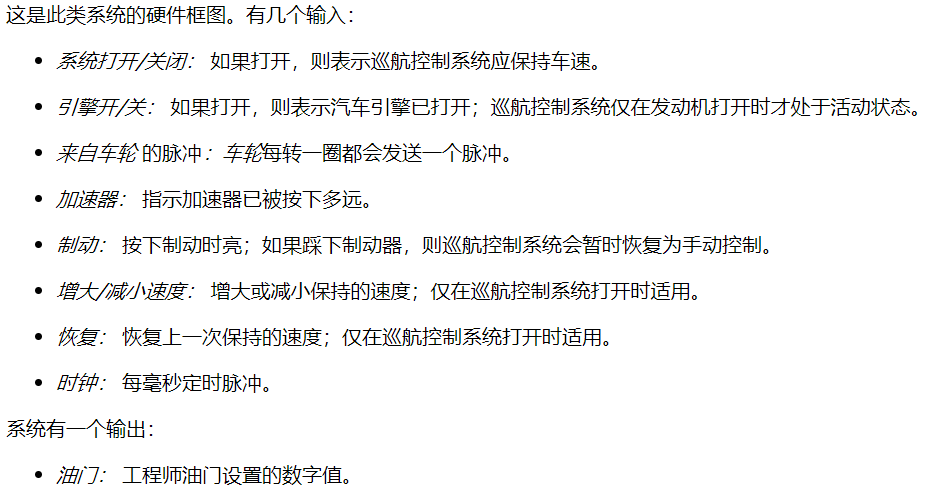 这是此类系统的硬件框图。有几个输入：
• 系统打开/关闭： 如果打开，则表示巡航控制系统应保持车速。
• 引擎开/关： 如果打开，则表示汽车引擎已打开；巡航控制系统仅在发动机打开时才处于活动状态。
• 来自车轮 的脉冲：车轮每转一圈都会发送一个脉冲。
• 加速器： 指示加速器已被按下多远。
• 制动： 按下制动时亮；如果踩下制动器，则巡航控制系统会暂时恢复为手动控制。
• 增大/减小速度： 增大或减小保持的速度；仅在巡航控制系统打开时适用。
• 恢复： 恢复上一次保持的速度；仅在巡航控制系统打开时适用。
• 时钟： 每毫秒定时脉冲。
系统有一个输出：
• 油门： 工程师油门设置的数字值。